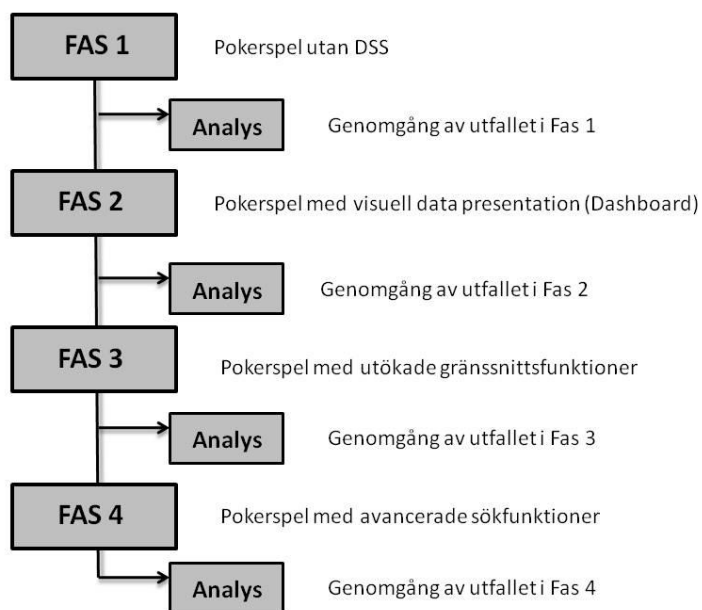 FAS 1
Pokerspel utan DSS
Analys
Genomgång av utfallet i Fas 1
FAS 2
Pokerspel med visuell data presentation (Dashboard)
Analys
Genomgång av utfallet i Fas 2
FAS 3
Pokerspel med utökade gränssnittsfunktioner
Analys
Genomgång av utfallet i Fas 3
FAS 4
Pokerspel med avancerade sökfunktioner
Analys
Genomgång av utfallet i Fas 4